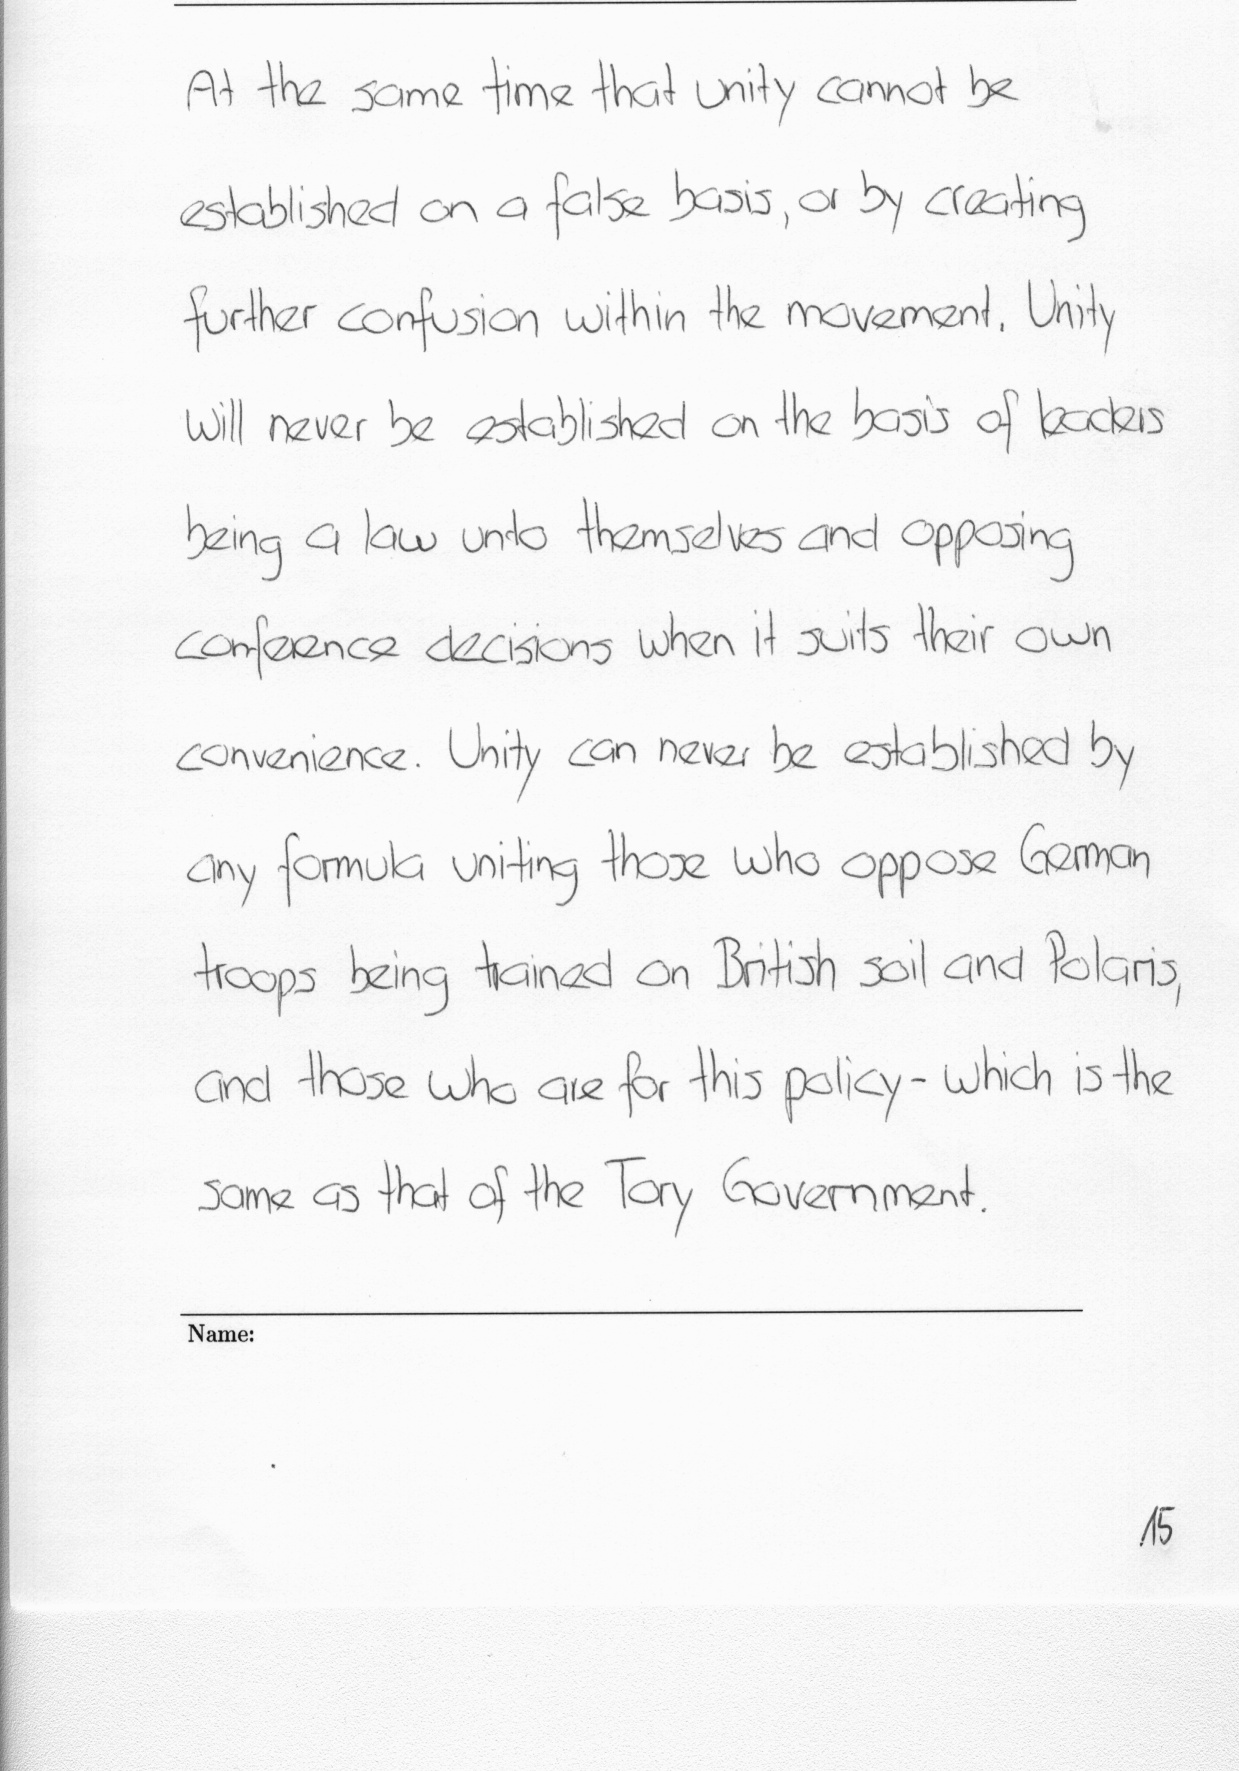 At the same time that unity cannot be
established on a false basis, or by creating
further confusion within the movement. Unity
will never be established on the basis of leaders
being a law unto themselves and opposing
conference decisions when it suits their own
convenience. Unity can never be established by
any formula uniting those who oppose German
troops being trained on British soil and Polaris,
and those who are for this policy - which is the
same as that of the Tory Government.
Name:
15